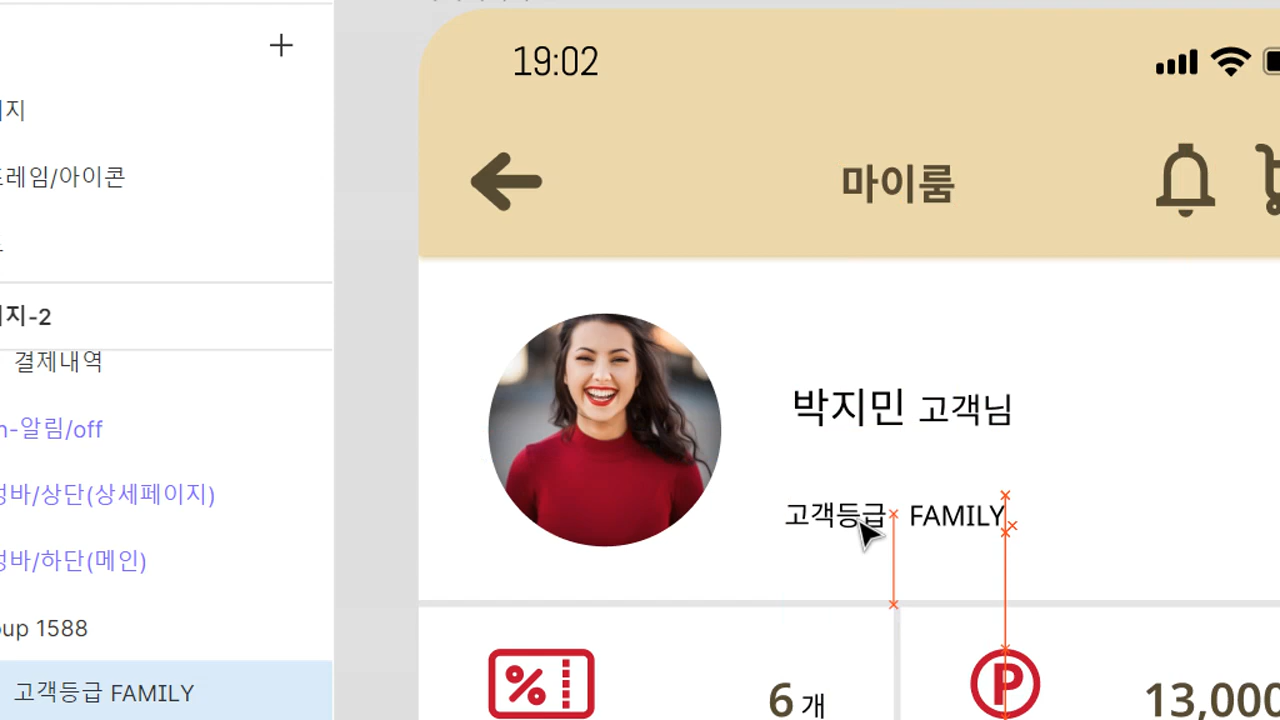 19:02
지
레임/아이콘
마이룸
지-2
결제내역
박지민 고객님
-알림/off
바/상단(상세페이지)
고객등급 FAMILY
바/하단(메인)
oup 1588
고객등급 FAMILY
6 개
P
13,000